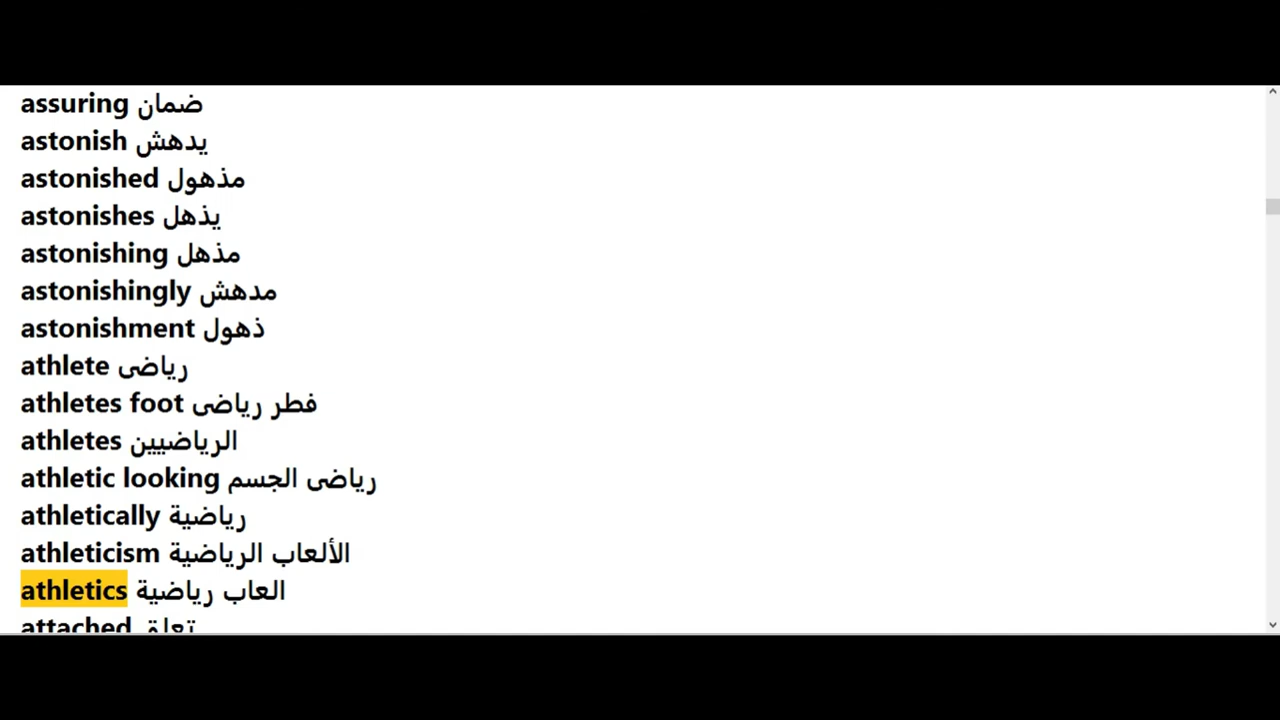 assuring ضمان
astonish يدهش
astonished مذهول
astonishes يذهل
astonishing مذهل
astonishingly مدهش
astonishment ذهول
athlete رياضى
athletes foot فطر رياضى
athletes الرياضيين
athletic looking رياضى الجسم
athletically رياضية
athleticism الألعاب الرياضية
athletics العاب رياضية
attached تعلق